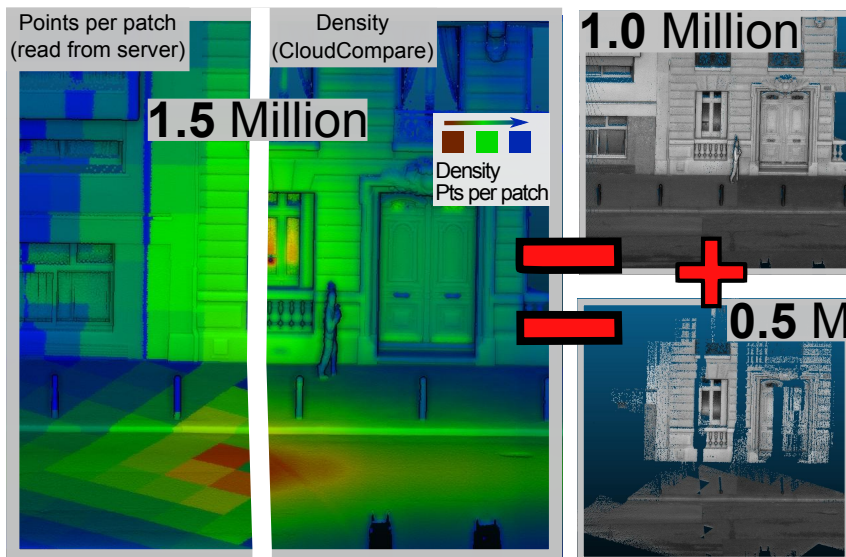 Points per patch
(read from server)
Density
(CloudCompare)
1.5 Million
Density
Pts per patch
1.0 Million
0.5 M